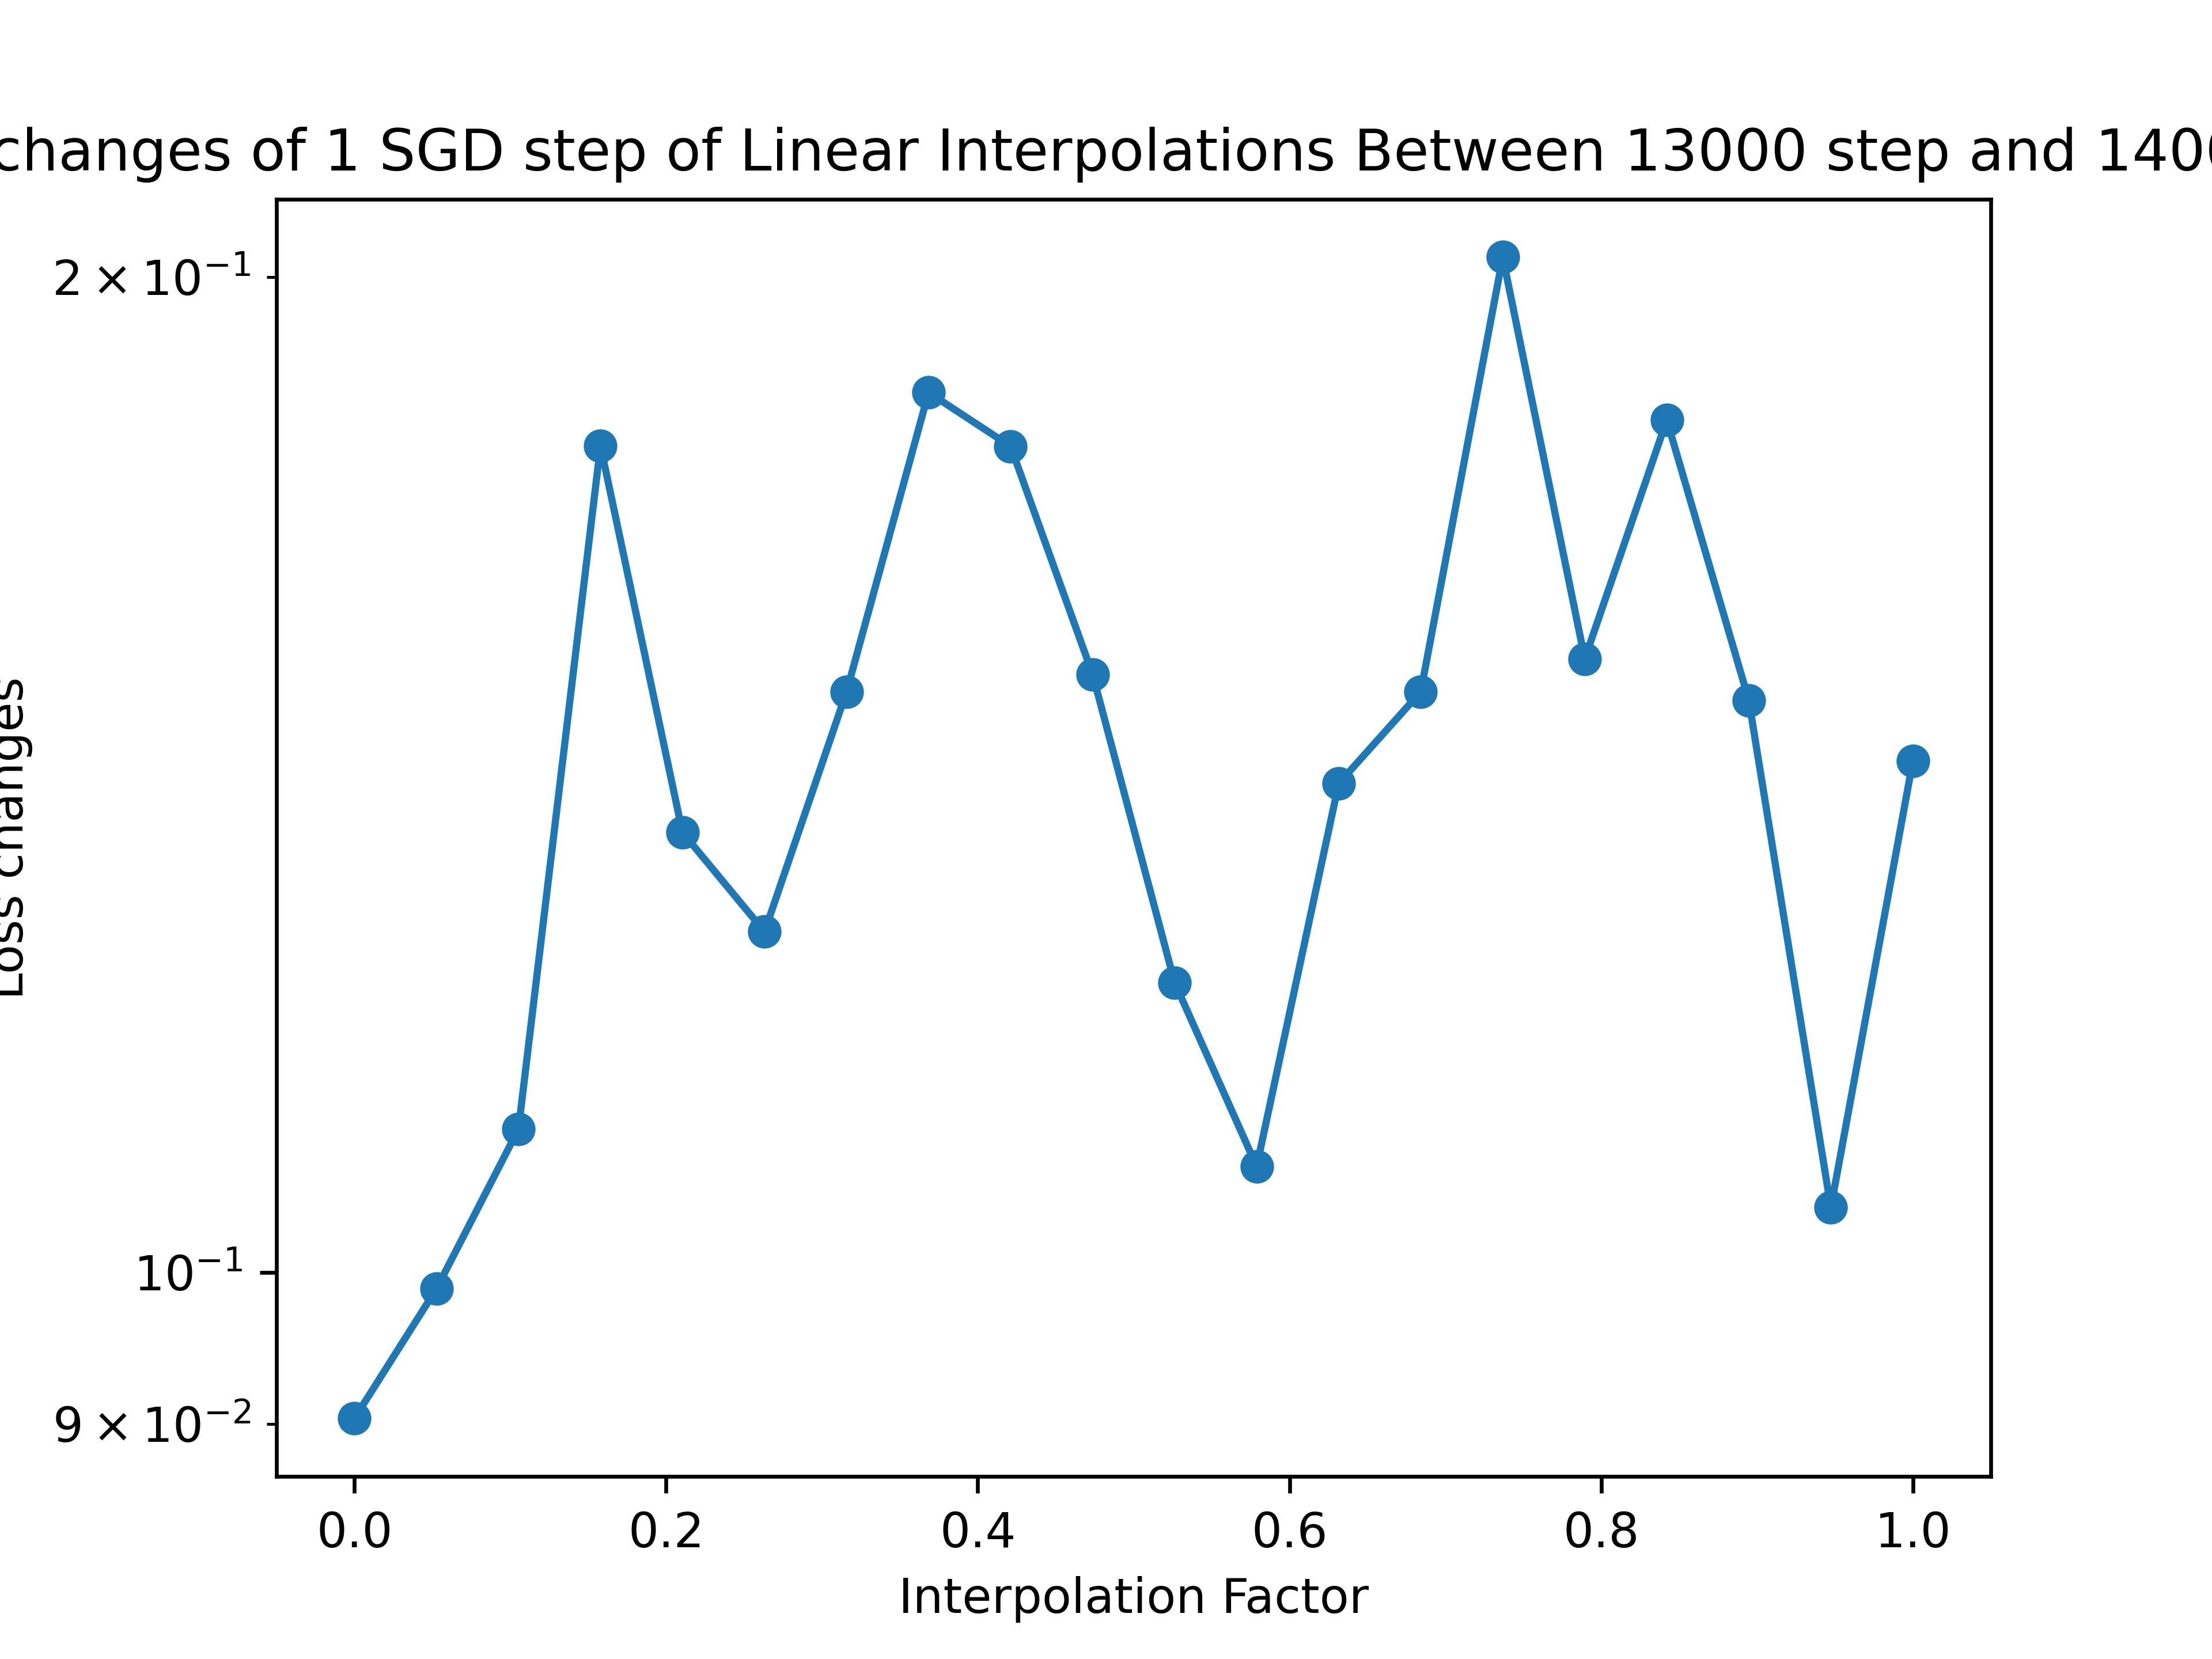 changes of 1 SGD step of Linear Interpolations Between 13000 step and 1400
2 × 10⁻¹
10⁻¹
9 × 10⁻²
Loss changes
0.0 0.2 0.4 0.6 0.8 1.0
Interpolation Factor